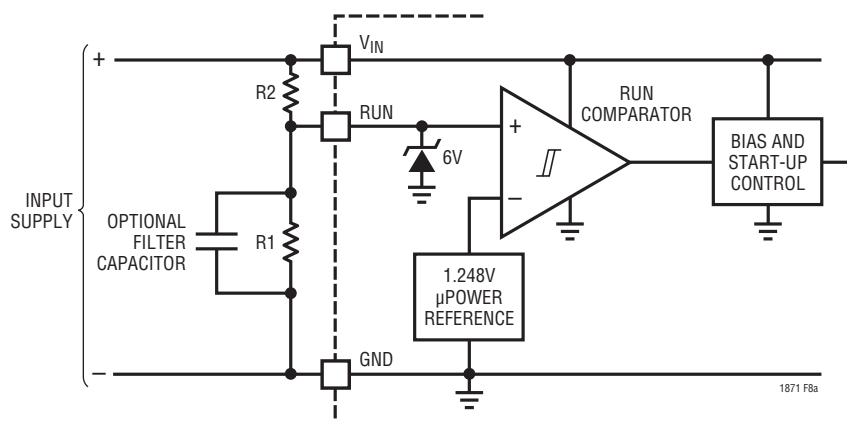 V_IN
+
R2
RUN
RUN
COMPARATOR
+
6V
BIAS AND
START-UP
CONTROL
INPUT
SUPPLY
OPTIONAL
FILTER
CAPACITOR
R1
–
1.248V
µPOWER
REFERENCE
GND
–
1871 F8a